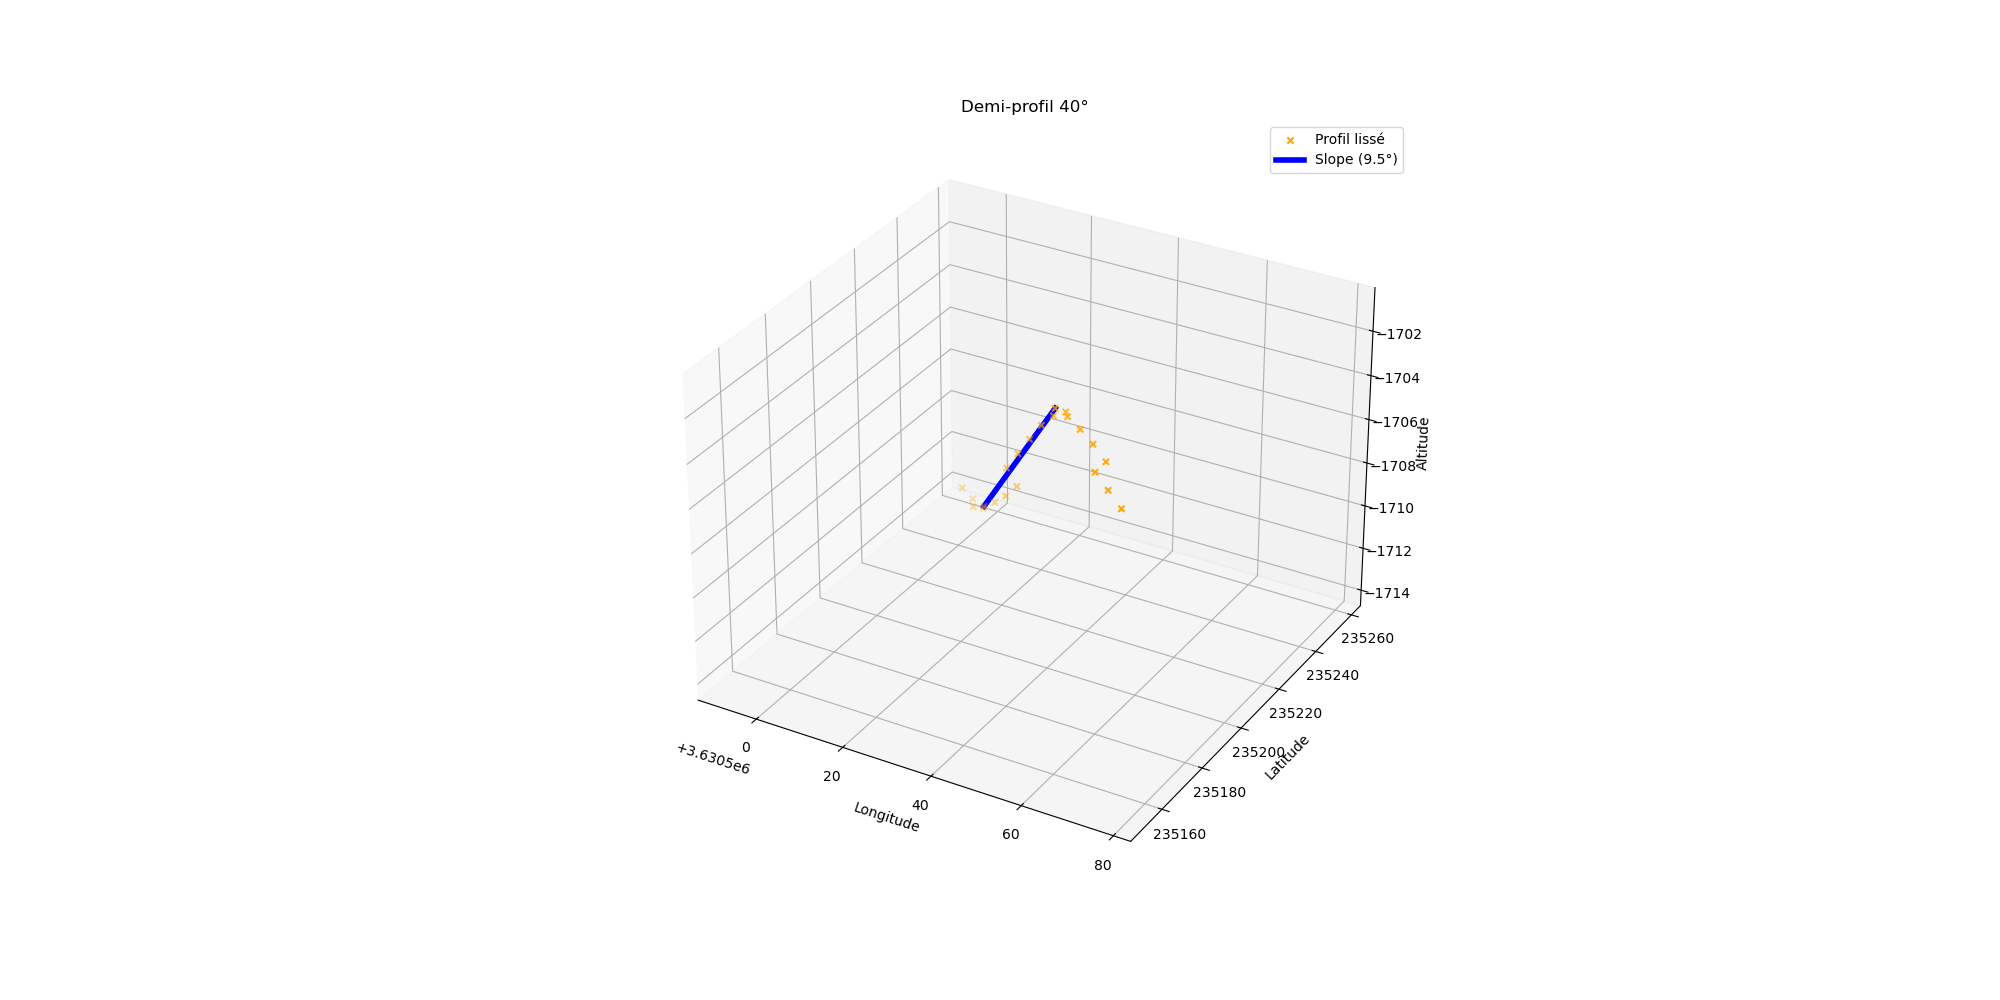 Demi-profil 40°
Profil lissé
Slope (9.5°)
−1702
−1704
−1706
−1708
−1710
−1712
−1714
Altitude
235260
235240
235220
235200
235180
235160
Latitude
0
20
40
60
80
+3.6305e6
Longitude